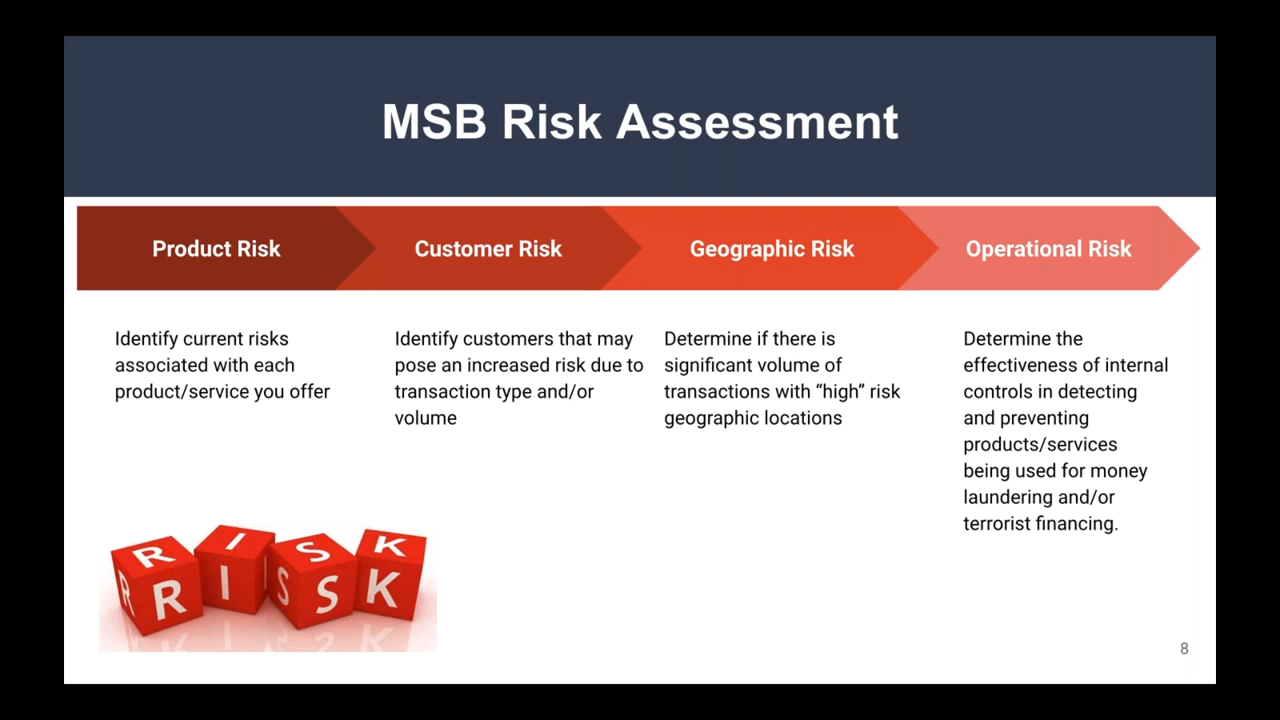 MSB Risk Assessment
Product Risk
Customer Risk
Geographic Risk
Operational Risk
Identify current risks
associated with each
product/service you offer
Identify customers that may
pose an increased risk due to
transaction type and/or
volume
Determine if there is
significant volume of
transactions with “high” risk
geographic locations
Determine the
effectiveness of internal
controls in detecting
and preventing
products/services
being used for money
laundering and/or
terrorist financing.
R I S K
R R I I S S K
8